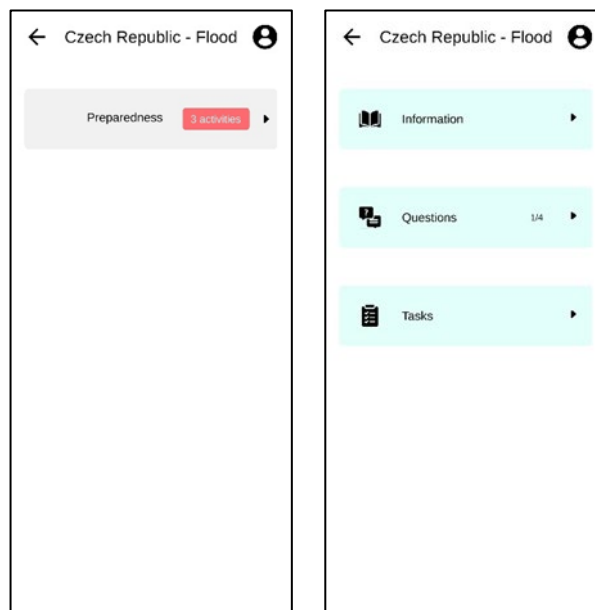 Czech Republic - Flood
Preparedness 3 activities
Czech Republic - Flood
Information
Questions 1/4
Tasks